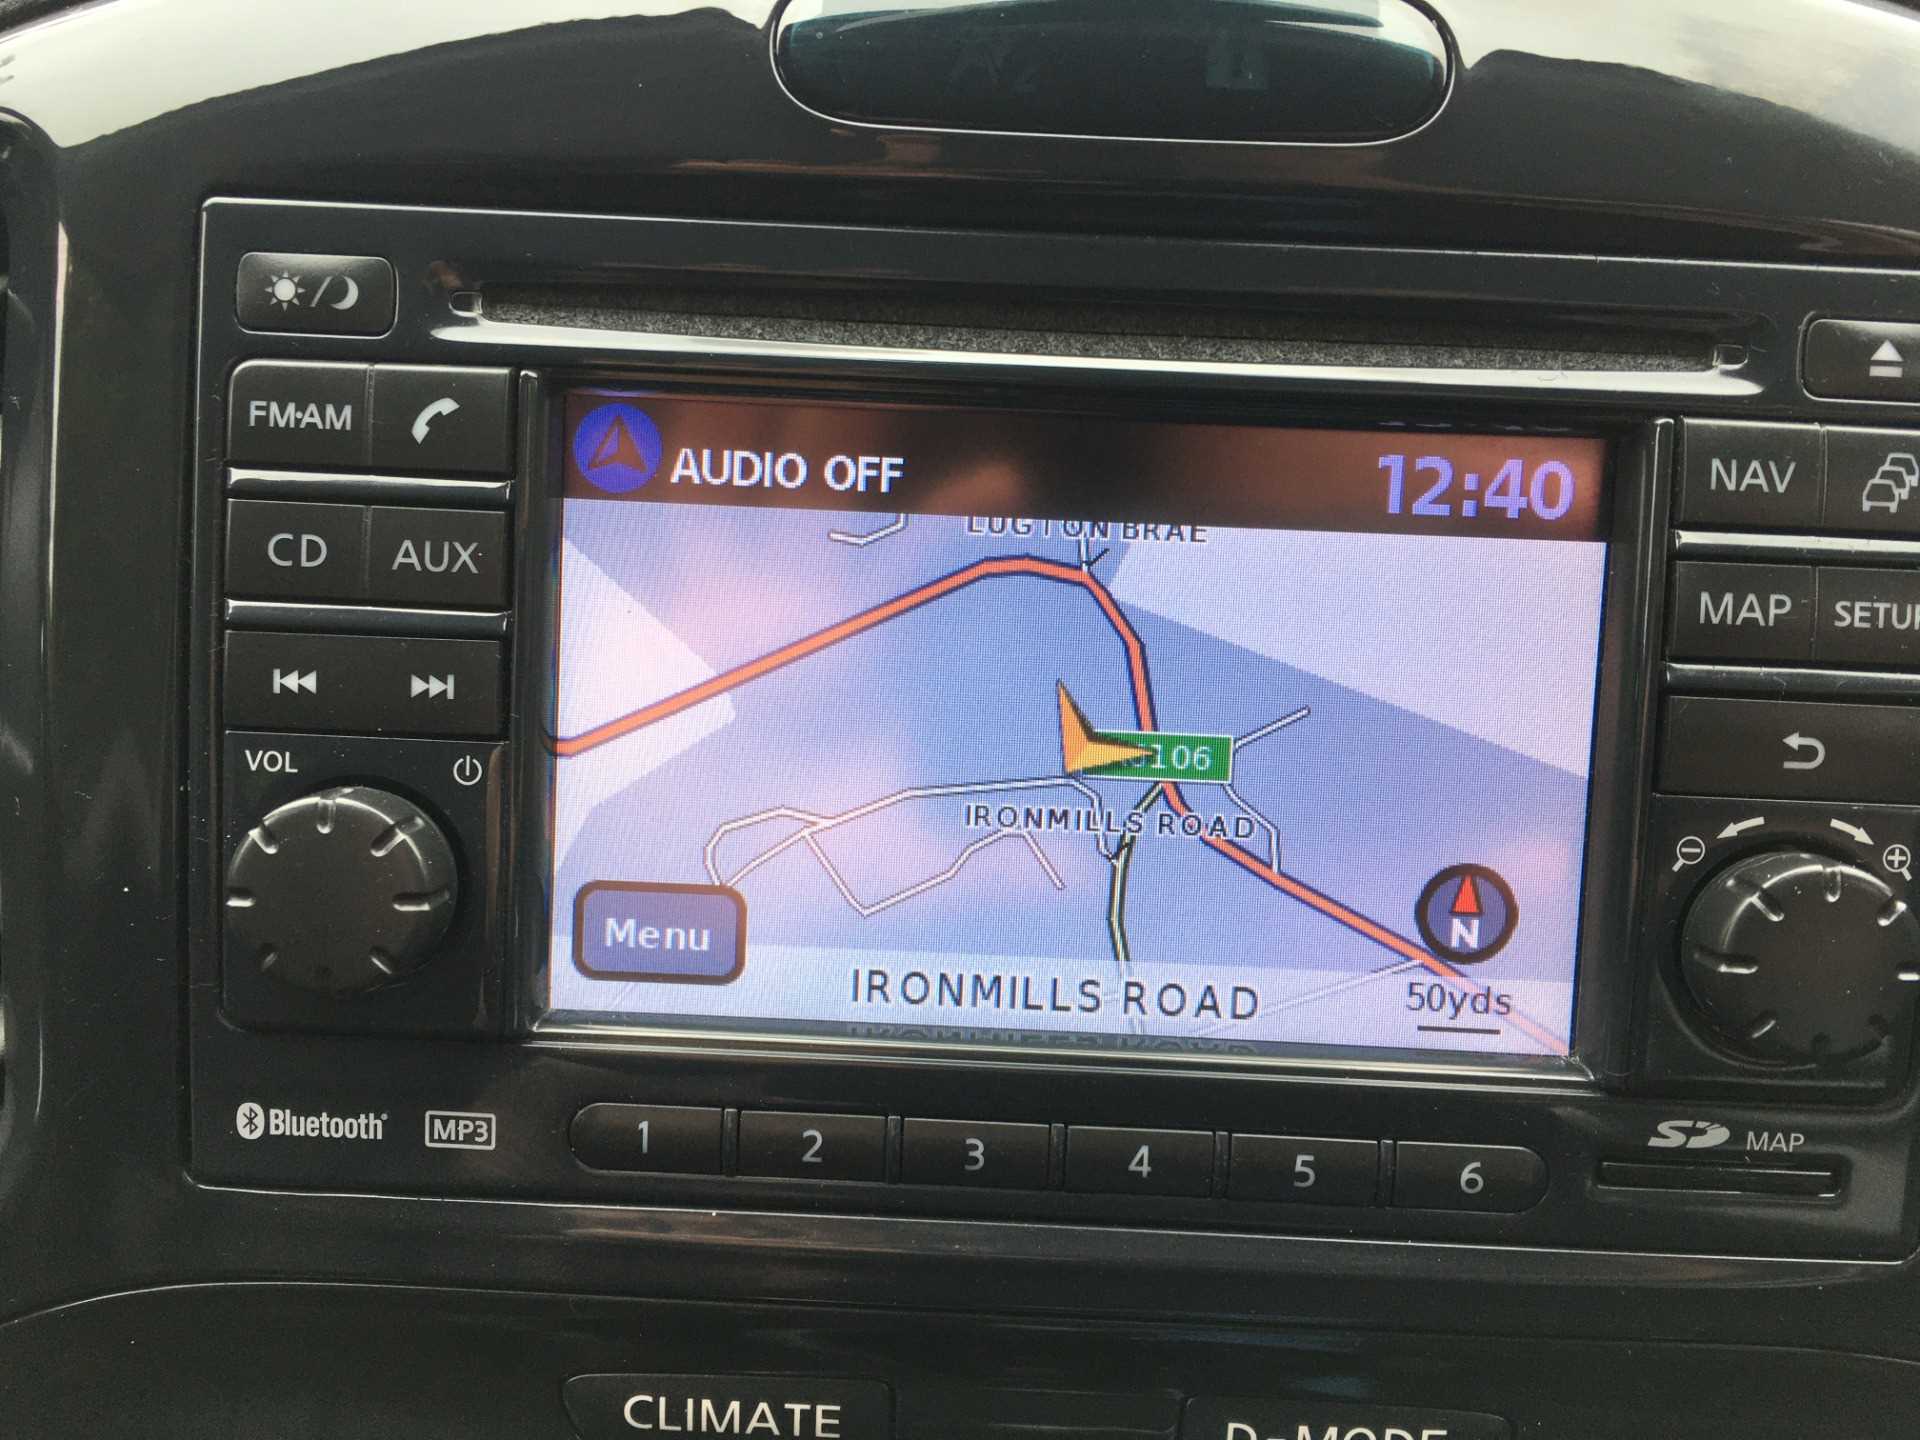 FM·AM
CD AUX
VOL
AUDIO OFF 12:40
LUGTON BRAE
106
IRONMILLS ROAD
Menu
N
IRONMILLS ROAD
50yds
NAV
MAP
Bluetooth
MP3
1 2 3 4 5 6
SD MAP
CLIMATE
D-MODE